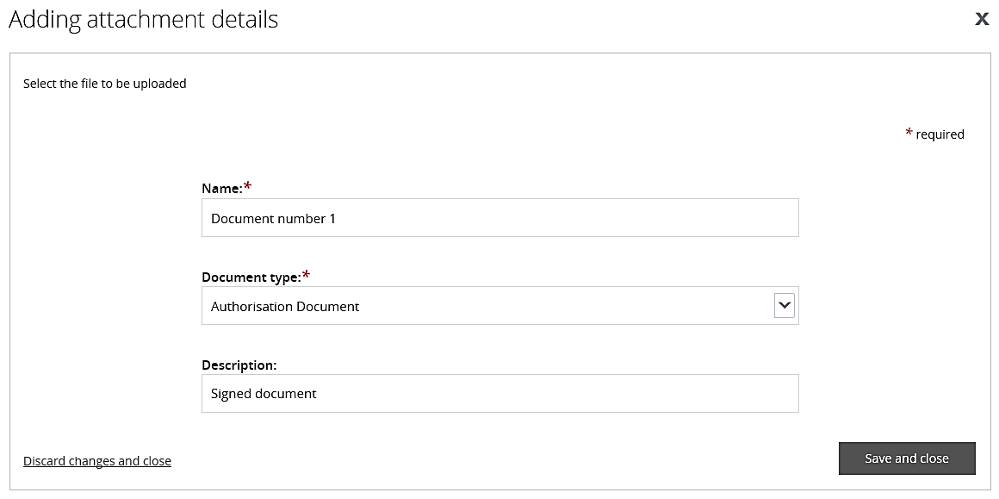 Adding attachment details
X
Select the file to be uploaded
* required
Name:*
Document number 1
Document type:*
Authorisation Document
Description:
Signed document
Discard changes and close
Save and close